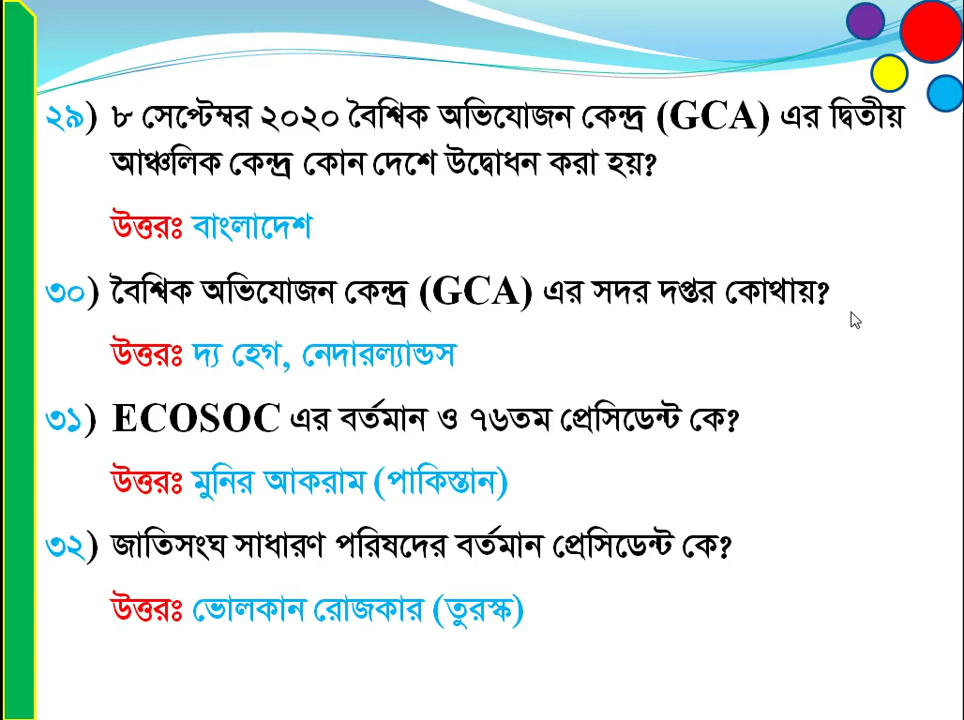 ২৯) ৮ সেপ্টেম্বর ২০২০ বৈশ্বিক অভিযোজন কেন্দ্র (GCA) এর দ্বিতীয়
আঞ্চলিক কেন্দ্র কোন দেশে উদ্বোধন করা হয়?
উত্তরঃ বাংলাদেশ
৩০) বৈশ্বিক অভিযোজন কেন্দ্র (GCA) এর সদর দপ্তর কোথায়?
উত্তরঃ দ্য হেগ, নেদারল্যান্ডস
৩১) ECOSOC এর বর্তমান ও ৭৬তম প্রেসিডেন্ট কে?
উত্তরঃ মুনির আকরাম (পাকিস্তান)
৩২) জাতিসংঘ সাধারণ পরিষদের বর্তমান প্রেসিডেন্ট কে?
উত্তরঃ ভোলকান রোজকার (তুরস্ক)